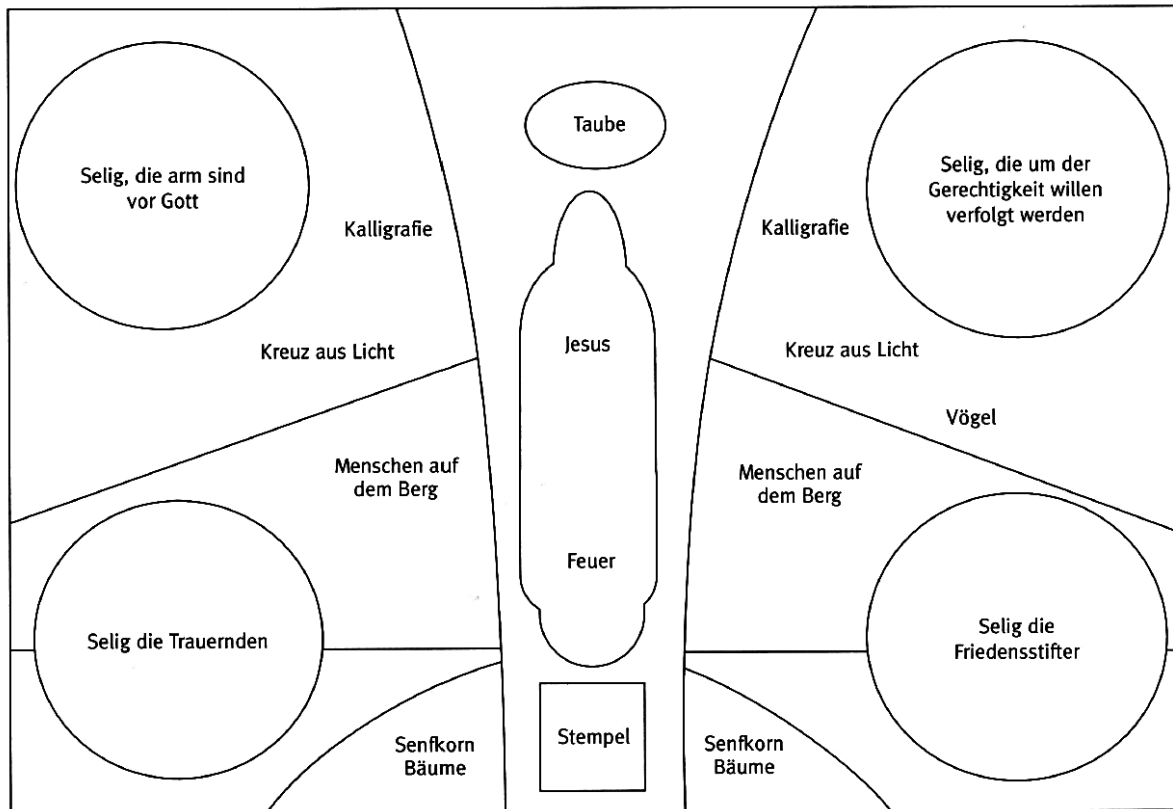 Taube
Selig, die arm sind
vor Gott
Selig, die um der
Gerechtigkeit willen
verfolgt werden
Kalligrafie
Kalligrafie
Kreuz aus Licht
Jesus
Kreuz aus Licht
Vögel
Menschen auf
dem Berg
Menschen auf
dem Berg
Feuer
Selig die Trauernden
Selig die
Friedensstifter
Senfkorn
Bäume
Stempel
Senfkorn
Bäume